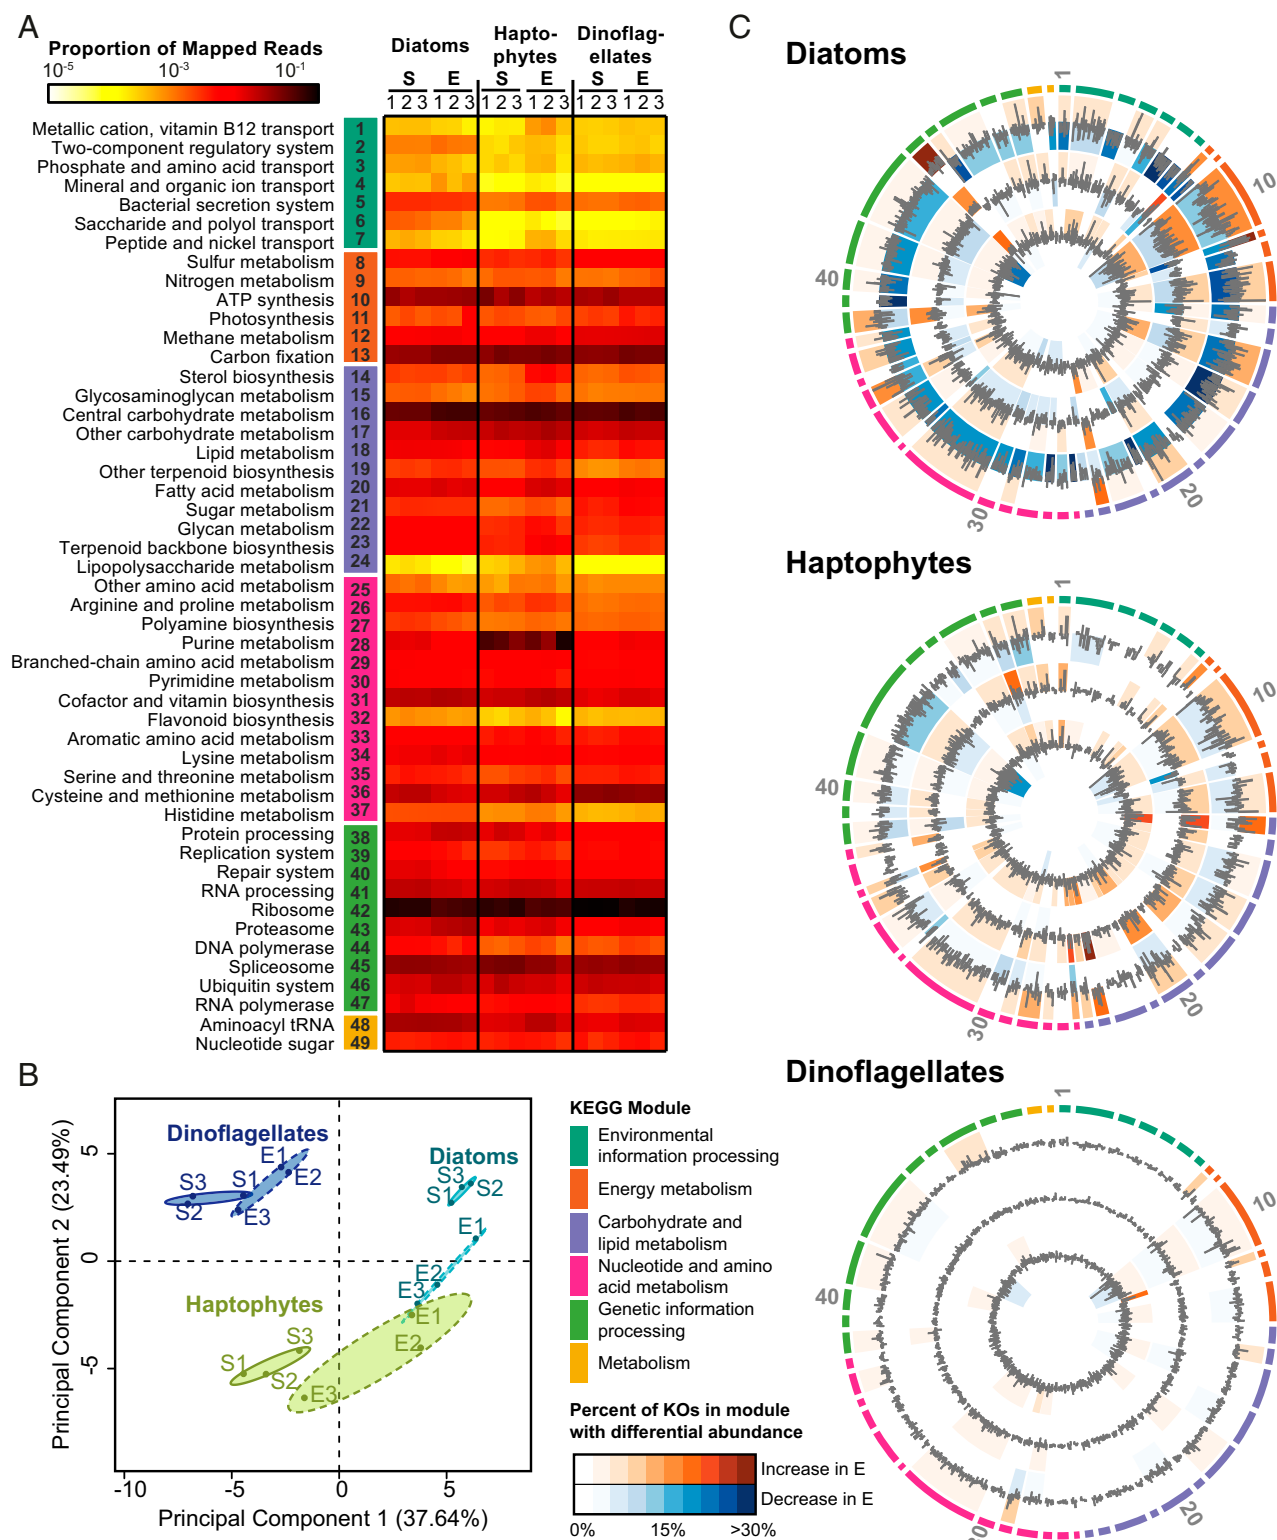 A
Proportion of Mapped Reads
10-5 10-3 10-1
Diatoms
Hapto-
phytes
Dinoflag-
ellates
S E S E S E
1 2 3 1 2 3 1 2 3 1 2 3 1 2 3 1 2 3
Metallic cation, vitamin B12 transport 1
Two-component regulatory system 2
Phosphate and amino acid transport 3
Mineral and organic ion transport 4
Bacterial secretion system 5
Saccharide and polyol transport 6
Peptide and nickel transport 7
Sulfur metabolism 8
Nitrogen metabolism 9
ATP synthesis 10
Photosynthesis 11
Methane metabolism 12
Carbon fixation 13
Sterol biosynthesis 14
Glycosaminoglycan metabolism 15
Central carbohydrate metabolism 16
Other carbohydrate metabolism 17
Lipid metabolism 18
Other terpenoid biosynthesis 19
Fatty acid metabolism 20
Sugar metabolism 21
Glycan metabolism 22
Terpenoid backbone biosynthesis 23
Lipopolysaccharide metabolism 24
Other amino acid metabolism 25
Arginine and proline metabolism 26
Polyamine biosynthesis 27
Purine metabolism 28
Branched-chain amino acid metabolism 29
Pyrimidine metabolism 30
Cofactor and vitamin biosynthesis 31
Flavonoid biosynthesis 32
Aromatic amino acid metabolism 33
Lysine metabolism 34
Serine and threonine metabolism 35
Cysteine and methionine metabolism 36
Histidine metabolism 37
Protein processing 38
Replication system 39
Repair system 40
RNA processing 41
Ribosome 42
Proteasome 43
DNA polymerase 44
Spliceosome 45
Ubiquitin system 46
RNA polymerase 47
Aminoacyl tRNA 48
Nucleotide sugar 49
B
Principal Component 2 (23.49%)
5
0
-5
-10 -5 0 5
Principal Component 1 (37.64%)
Dinoflagellates
E1
E2
S3 S1
S2 E3
Diatoms
S3
S1 S2
E1
E2
E3
Haptophytes
E1
S3 E2
S1
S2 E3
KEGG Module
Environmental
information processing
Energy metabolism
Carbohydrate and
lipid metabolism
Nucleotide and amino
acid metabolism
Genetic information
processing
Metabolism
Percent of KOs in module
with differential abundance
Increase in E
Decrease in E
0% 15% >30%
C
Diatoms
1
10
20
30
40
Haptophytes
1
10
20
30
40
Dinoflagellates
1
10
20
40